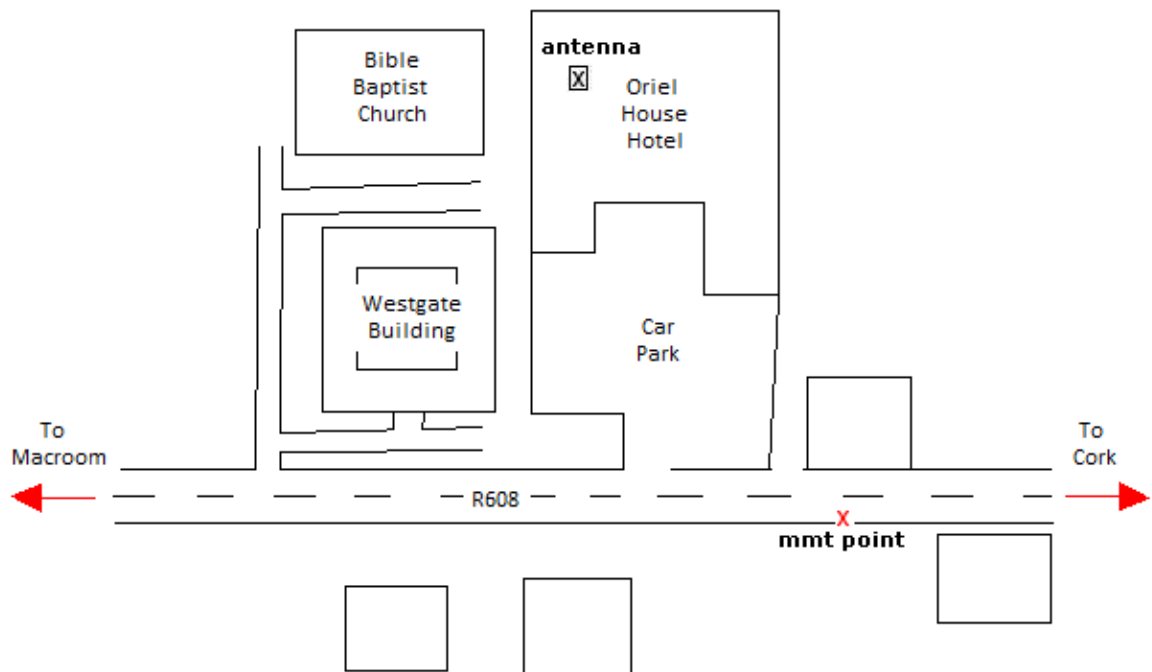 Bible
Baptist
Church
antenna
X
Oriel
House
Hotel
Westgate
Building
Car
Park
To
Macroom
To
Cork
R608
X
mmt point